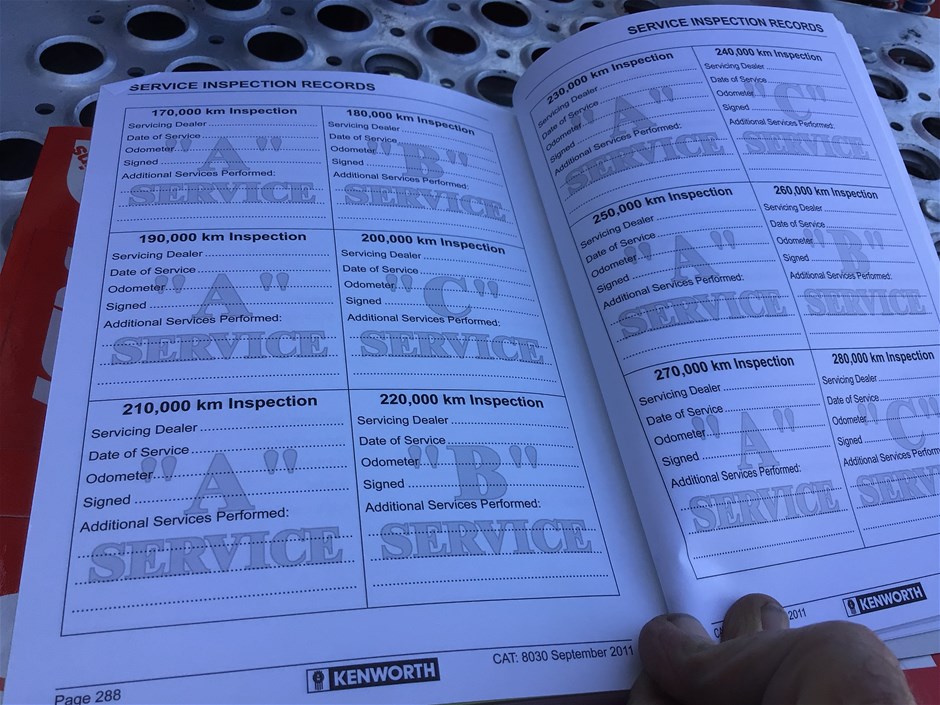 SERVICE INSPECTION RECORDS
170,000 km Inspection
Servicing Dealer
Date of Service
Odometer
Signed
Additional Services Performed:
"A"
SERVICE
180,000 km Inspection
Servicing Dealer
Date of Service
Odometer
Signed
Additional Services Performed:
"B"
SERVICE
190,000 km Inspection
Servicing Dealer
Date of Service
Odometer
Signed
Additional Services Performed:
"A"
SERVICE
200,000 km Inspection
Servicing Dealer
Date of Service
Odometer
Signed
Additional Services Performed:
"C"
SERVICE
210,000 km Inspection
Servicing Dealer
Date of Service
Odometer
Signed
Additional Services Performed:
"A"
SERVICE
220,000 km Inspection
Servicing Dealer
Date of Service
Odometer
Signed
Additional Services Performed:
"B"
SERVICE
Page 288
KENWORTH
CAT: 8030 September 2011
SERVICE INSPECTION RECORDS
230,000 km Inspection
Servicing Dealer
Date of Service
Odometer
Signed
Additional Services Performed:
"A"
SERVICE
240,000 km Inspection
Servicing Dealer
Date of Service
Odometer
Signed
Additional Services Performed:
"C"
SERVICE
250,000 km Inspection
Servicing Dealer
Date of Service
Odometer
Signed
Additional Services Performed:
"A"
SERVICE
260,000 km Inspection
Servicing Dealer
Date of Service
Odometer
Signed
Additional Services Performed:
"B"
SERVICE
270,000 km Inspection
Servicing Dealer
Date of Service
Odometer
Signed
Additional Services Performed:
"A"
SERVICE
280,000 km Inspection
Servicing Dealer
Date of Service
Odometer
Signed
Additional Services
"C
2011
KENWORTH